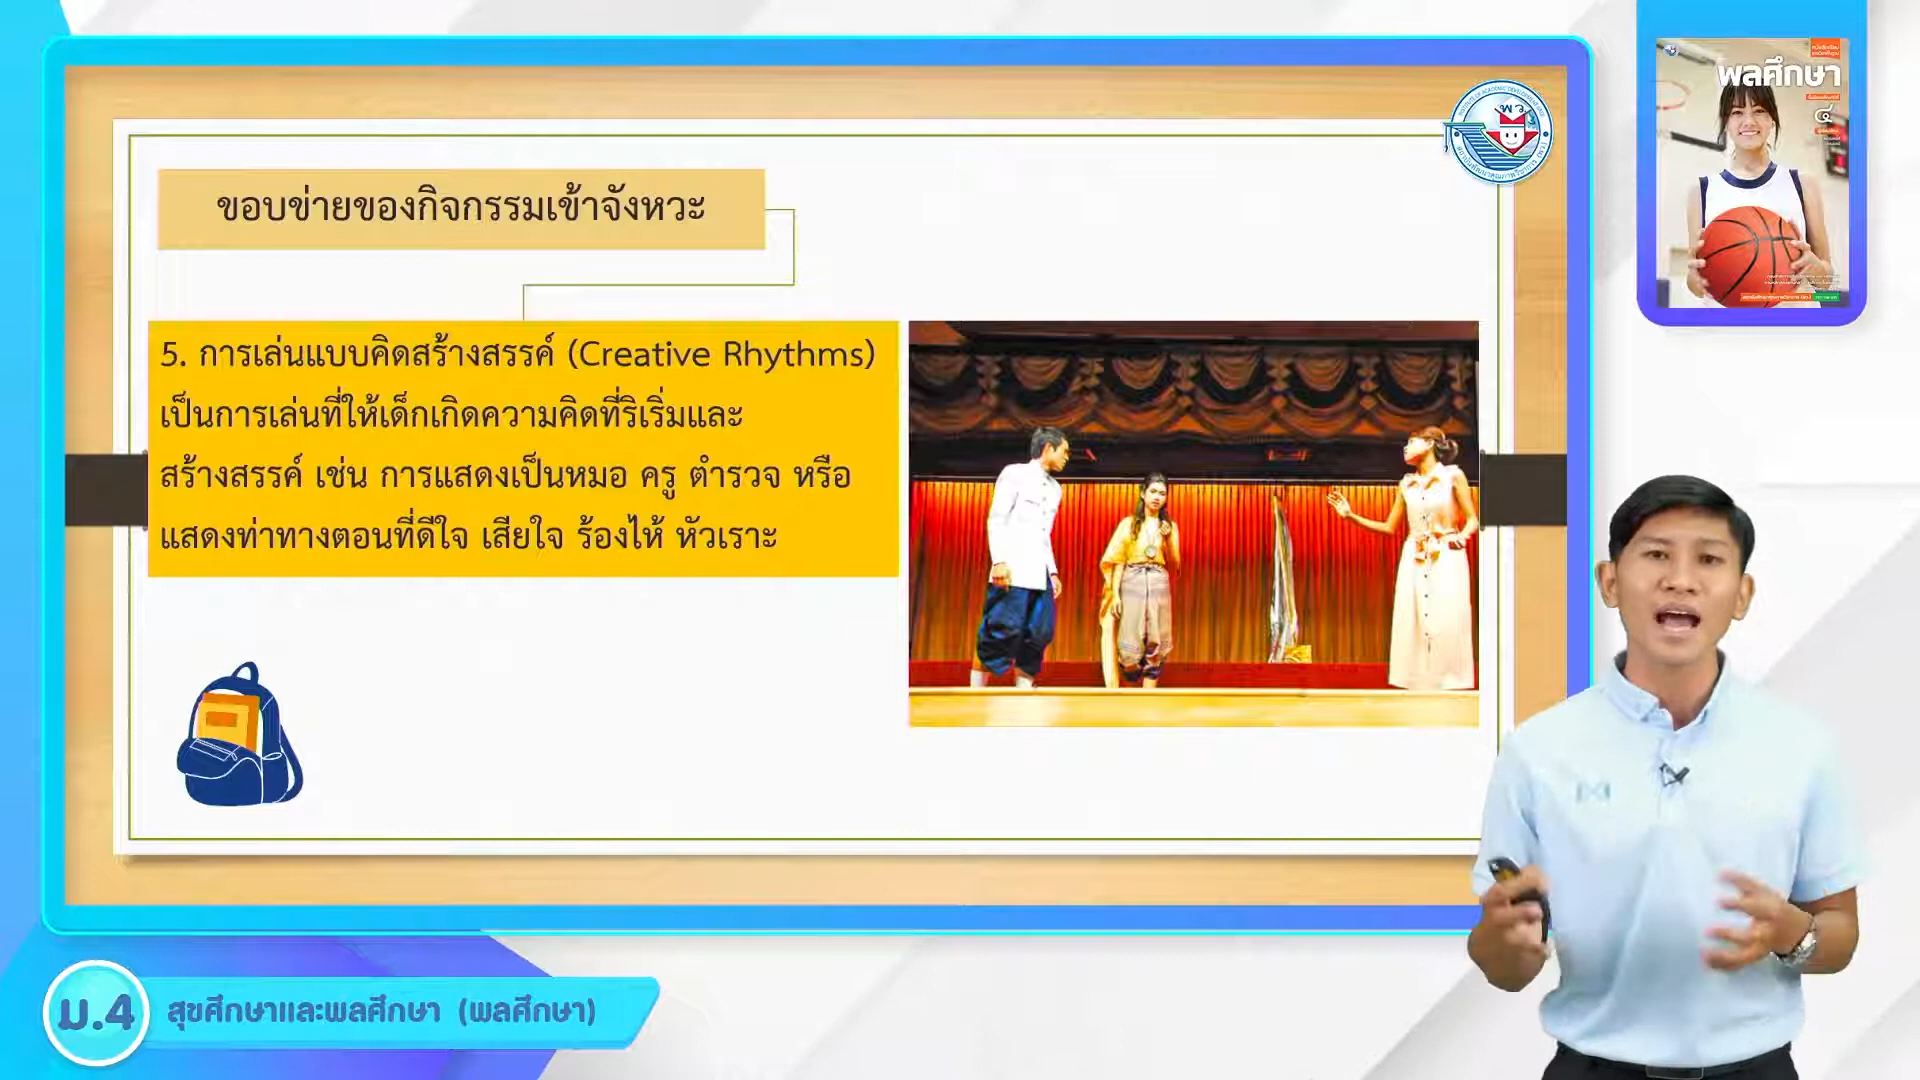 ขอบข่ายของกิจกรรมเข้าจังหวะ
5. การเล่นแบบคิดสร้างสรรค์ (Creative Rhythms)
เป็นการเล่นที่ให้เด็กเกิดความคิดที่ริเริ่มและ
สร้างสรรค์ เช่น การแสดงเป็นหมอ ครู ตำรวจ หรือ
แสดงท่าทางตอนที่ดีใจ เสียใจ ร้องไห้ หัวเราะ
พว.
พลศึกษา
๔
ม.4
สุขศึกษาและพลศึกษา (พลศึกษา)